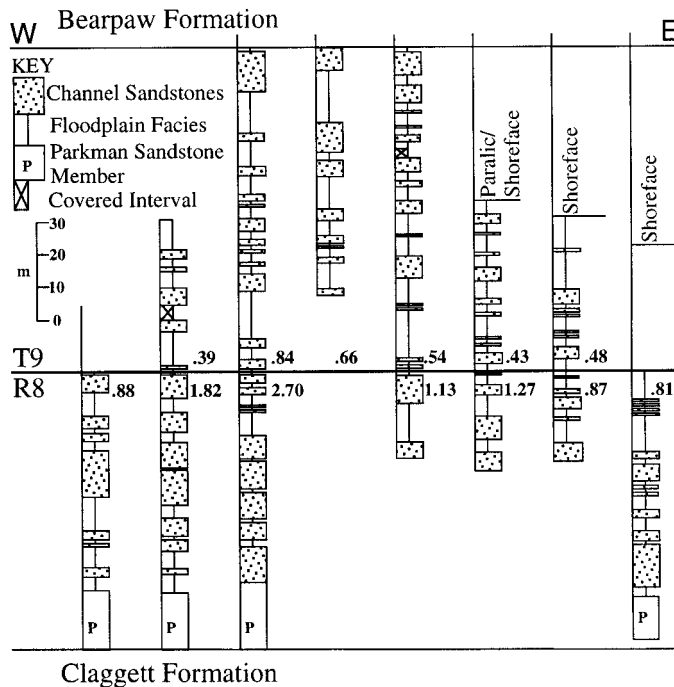 Bearpaw Formation
W
E
KEY
Channel Sandstones
Floodplain Facies
P
Parkman Sandstone
Member
Covered Interval
30
20
m
10
0
Paralic/
Shoreface
Shoreface
Shoreface
T9
.39
.84
.66
.54
.43
.48
R8
.88
1.82
2.70
1.13
1.27
.87
.81
P
P
P
P
Claggett Formation